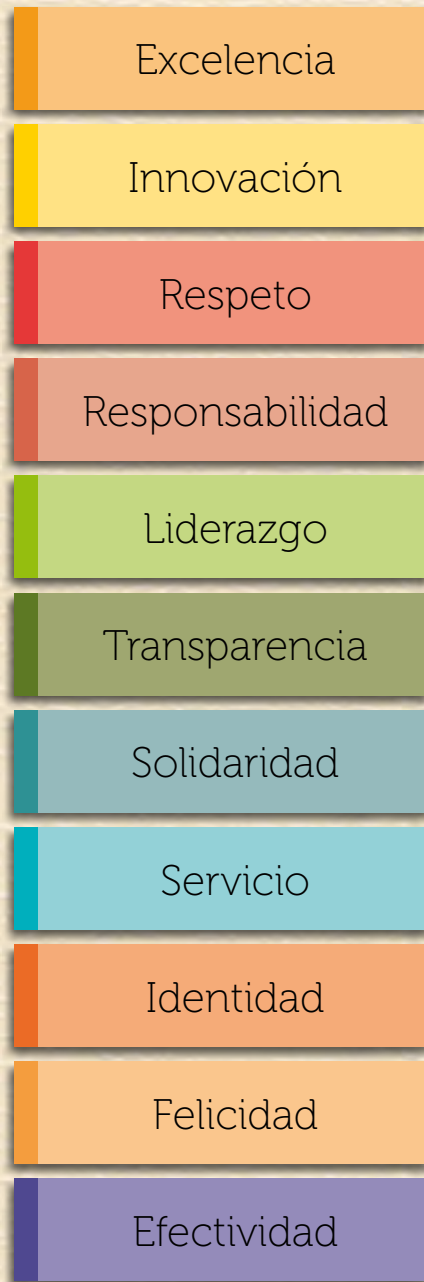 Excelencia
Innovación
Respeto
Responsabilidad
Liderazgo
Transparencia
Solidaridad
Servicio
Identidad
Felicidad
Efectividad